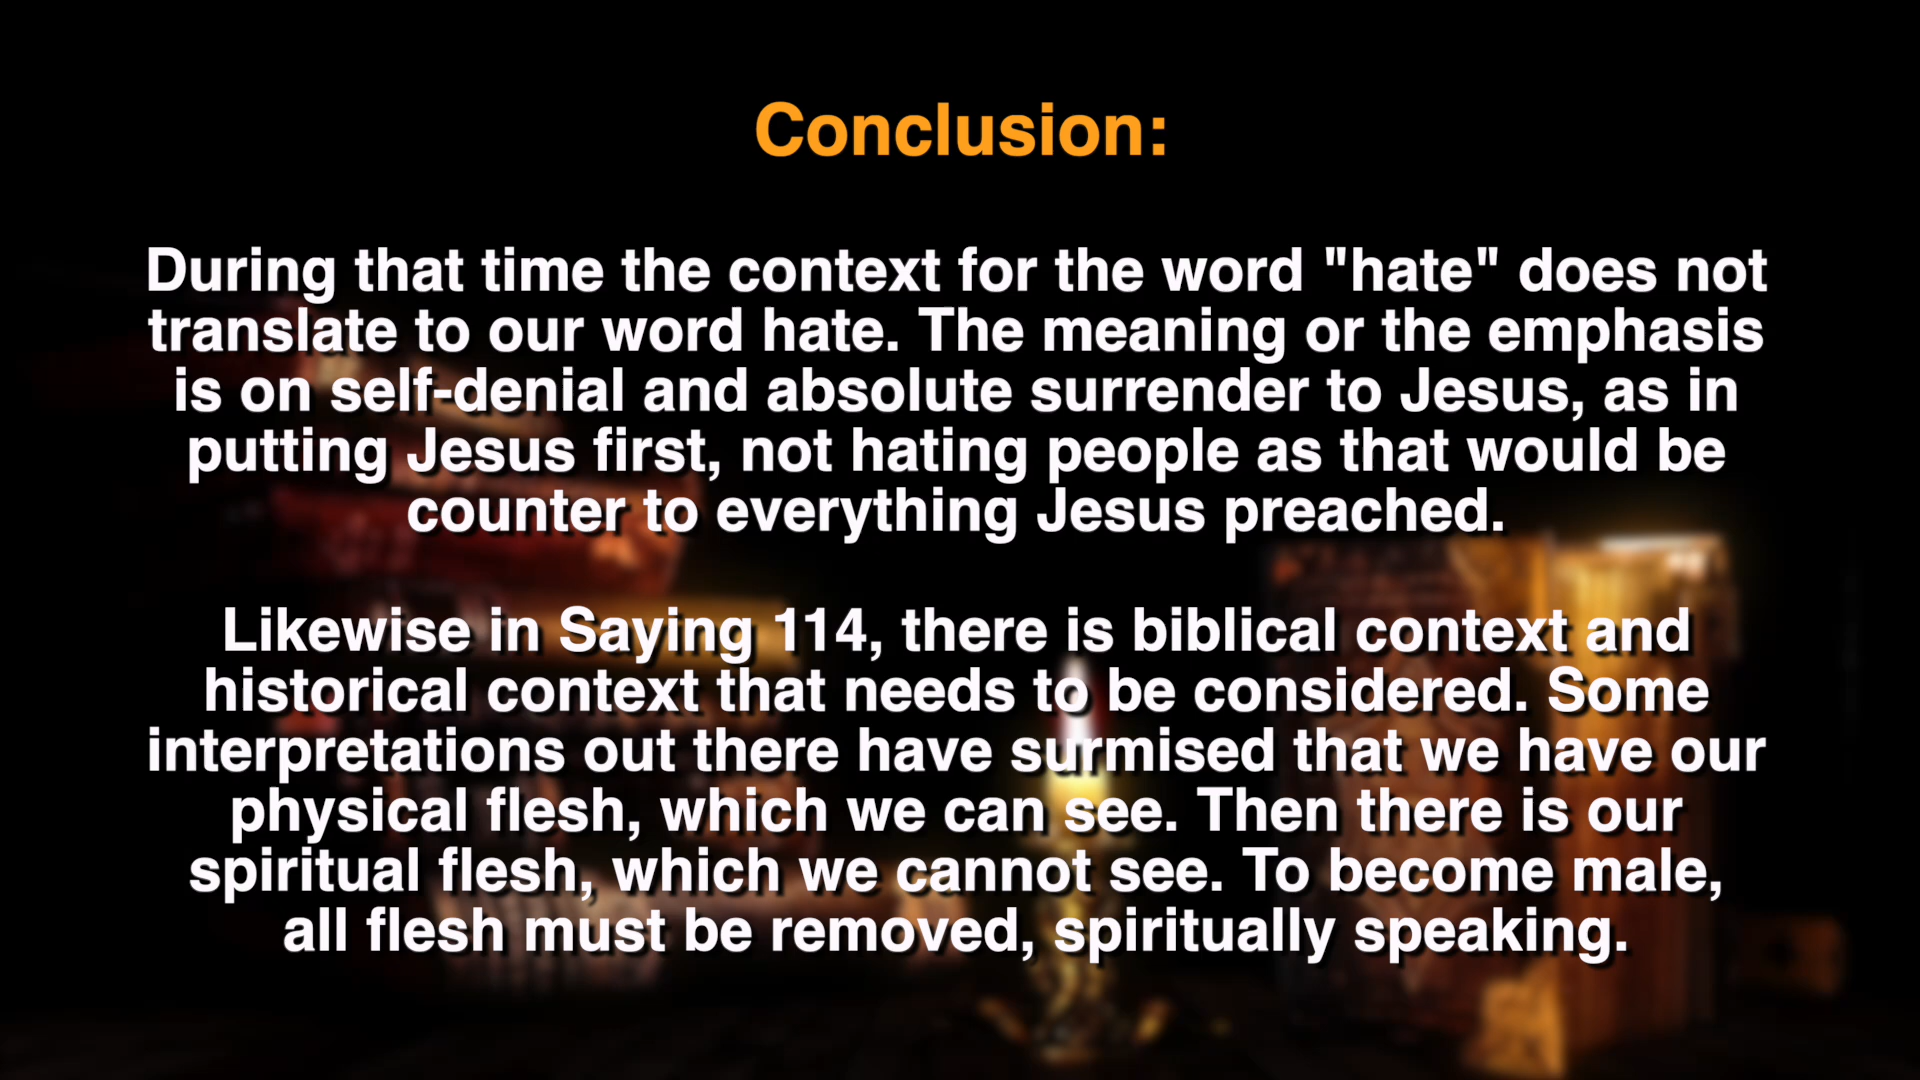 Conclusion:
During that time the context for the word "hate" does not
translate to our word hate. The meaning or the emphasis
is on self-denial and absolute surrender to Jesus, as in
putting Jesus first, not hating people as that would be
counter to everything Jesus preached.
Likewise in Saying 114, there is biblical context and
historical context that needs to be considered. Some
interpretations out there have surmised that we have our
physical flesh, which we can see. Then there is our
spiritual flesh, which we cannot see. To become male,
all flesh must be removed, spiritually speaking.